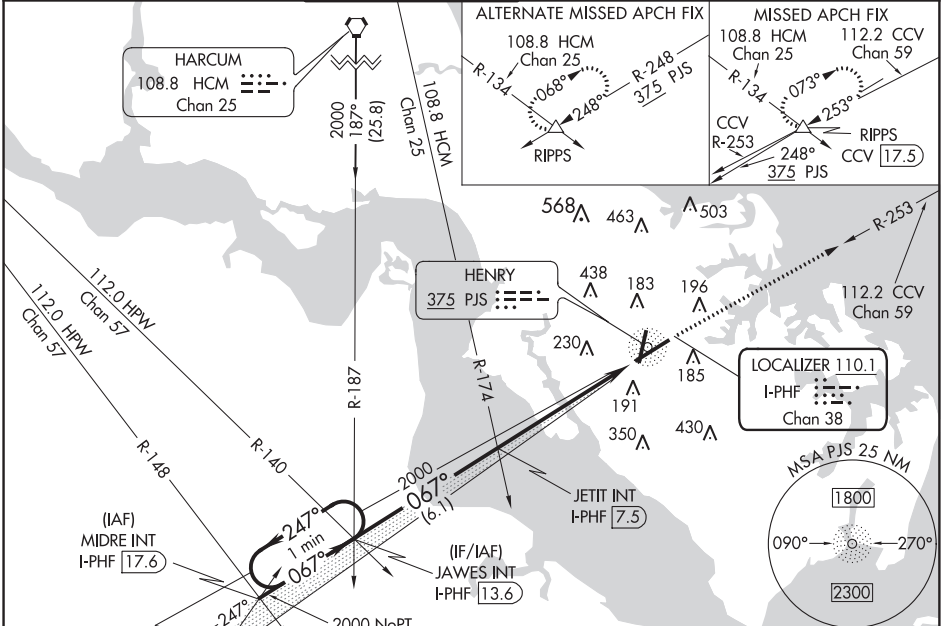 HARCUM
108.8 HCM
Chan 25
2000
187°
(25.8)
108.8 HCM
Chan 25
ALTERNATE MISSED APCH FIX
108.8 HCM
Chan 25
R-134
068°
248°
R-248
375 PJS
RIPPS
MISSED APCH FIX
108.8 HCM
Chan 25
112.2 CCV
Chan 59
R-134
073°
253°
CCV
R-253
248°
375 PJS
RIPPS
CCV 17.5
568
463
503
R-253
112.2 CCV
Chan 59
HENRY
375 PJS
438
183
196
230
185
191
350
430
LOCALIZER 110.1
I-PHF
Chan 38
112.0 HPW
Chan 57
112.0 HPW
Chan 57
R-187
R-174
R-148
R-140
2000
067°
(6.1)
JETIT INT
I-PHF 7.5
(IAF)
MIDRE INT
I-PHF 17.6
247°
1 min
067°
(IF/IAF)
JAWES INT
I-PHF 13.6
247°
2000 NoPT
MSA PJS 25 NM
1800
090°
270°
2300